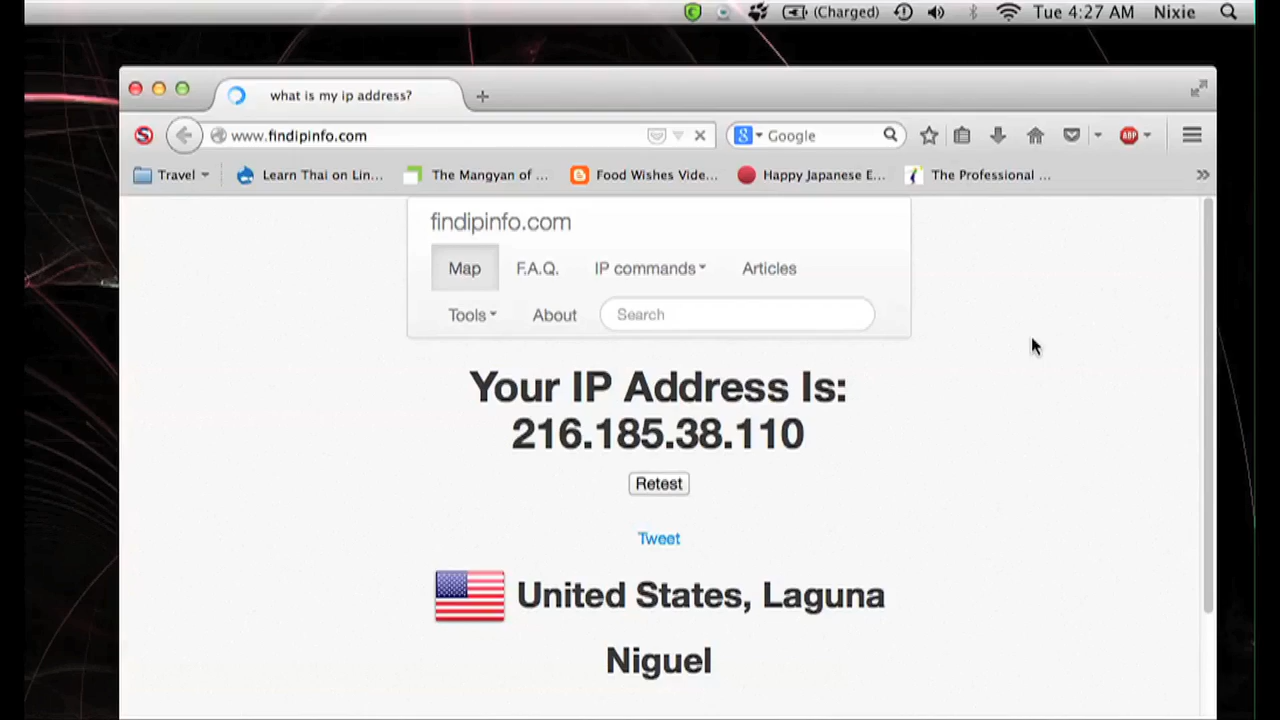 (Charged) Tue 4:27 AM Nixie
what is my ip address?
www.findipinfo.com Google ABP
Travel Learn Thai on Lin... The Mangyan of ... Food Wishes Vide... Happy Japanese E... The Professional ...
findipinfo.com
Map F.A.Q. IP commands Articles
Tools About Search
Your IP Address Is:
216.185.38.110
Retest
Tweet
United States, Laguna
Niguel